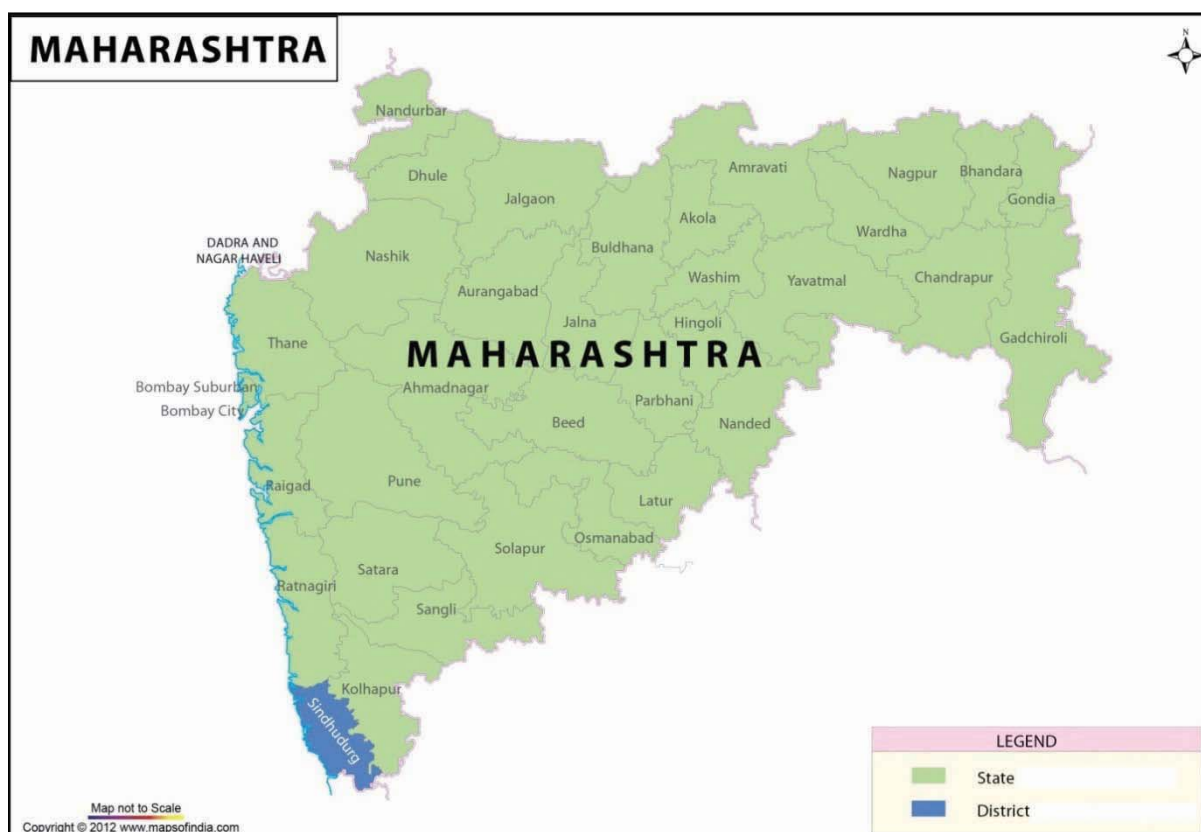 MAHARASHTRA
N
Nandurbar
Dhule
Jalgaon
Amravati
Nagpur
Bhandara
Gondia
Akola
Buldhana
Wardha
DADRA AND
NAGAR HAVELI
Nashik
Washim
Yavatmal
Chandrapur
Aurangabad
Jalna
Hingoli
Thane
Gadchiroli
MAHARASHTRA
Bombay Suburban
Ahmadnagar
Bombay City
Parbhani
Beed
Nanded
Raigad
Pune
Latur
Osmanabad
Solapur
Satara
Ratnagiri
Sangli
Kolhapur
Sindhudurg
LEGEND
State
District
Map not to Scale
Copyright © 2012 www.mapsofindia.com